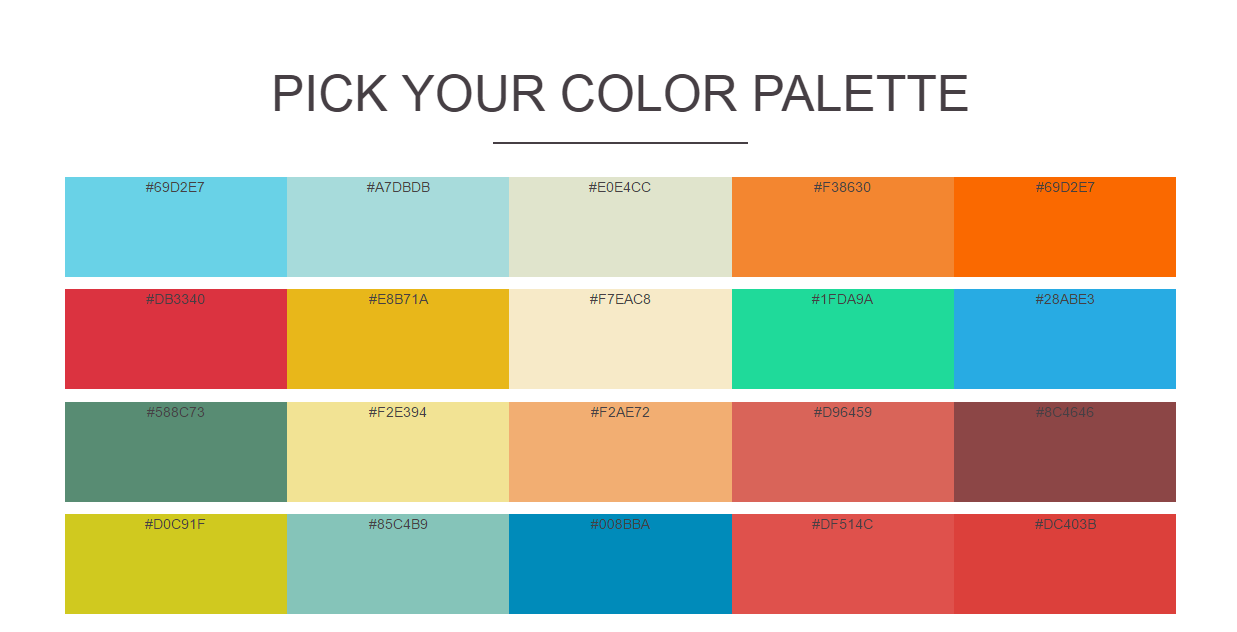 PICK YOUR COLOR PALETTE
#69D2E7 #A7DBDB #E0E4CC #F38630 #69D2E7
#DB3340 #E8B71A #F7EAC8 #1FDA9A #28ABE3
#588C73 #F2E394 #F2AE72 #D96459 #8C4646
#D0C91F #85C4B9 #008BBA #DF514C #DC403B